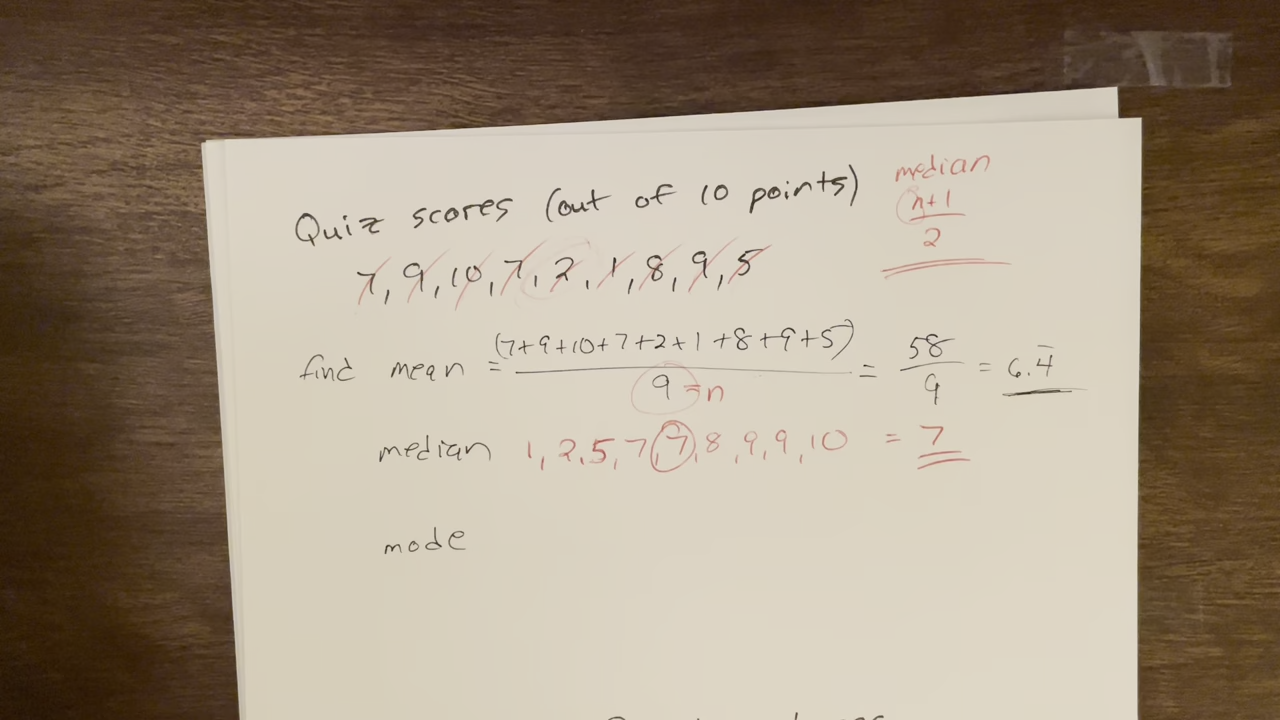 Quiz scores (out of 10 points)
median
n+1
2
7, 9, 10, 7, 2, 1, 8, 9, 5
find mean = (7+9+10+7+2+1+8+9+5) / 9 = 58 / 9 = 6.4̄
=n
median 1, 2, 5, 7, 7, 8, 9, 9, 10 = 7
mode